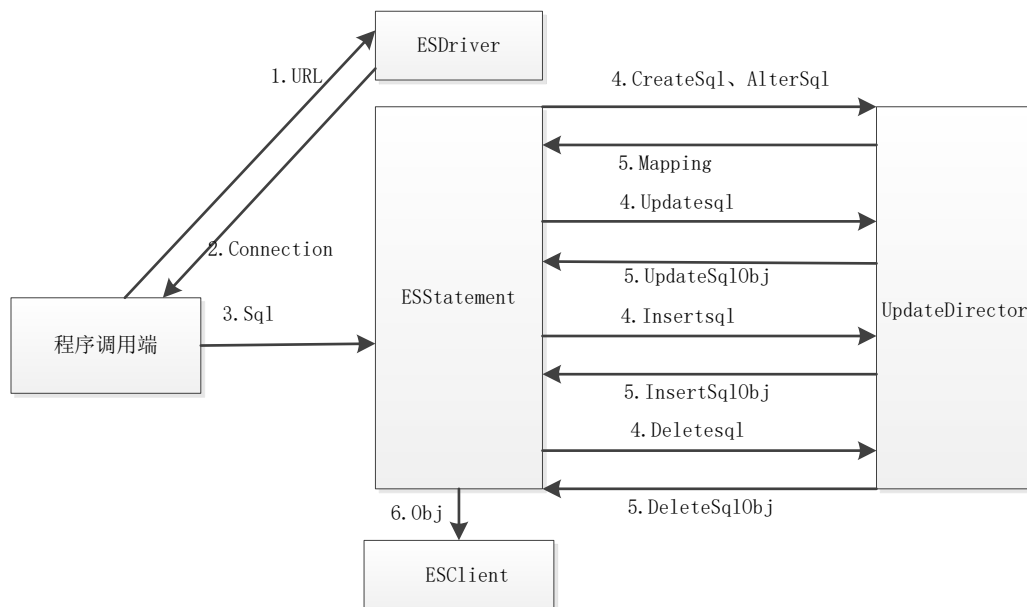 ESDriver
1.URL
4.CreateSql、AlterSql
5.Mapping
4.Updatesql
2.Connection
5.UpdateSqlObj
ESStatement
UpdateDirector
3.Sql
4.Insertsql
程序调用端
5.InsertSqlObj
4.Deletesql
5.DeleteSqlObj
6.Obj
ESClient